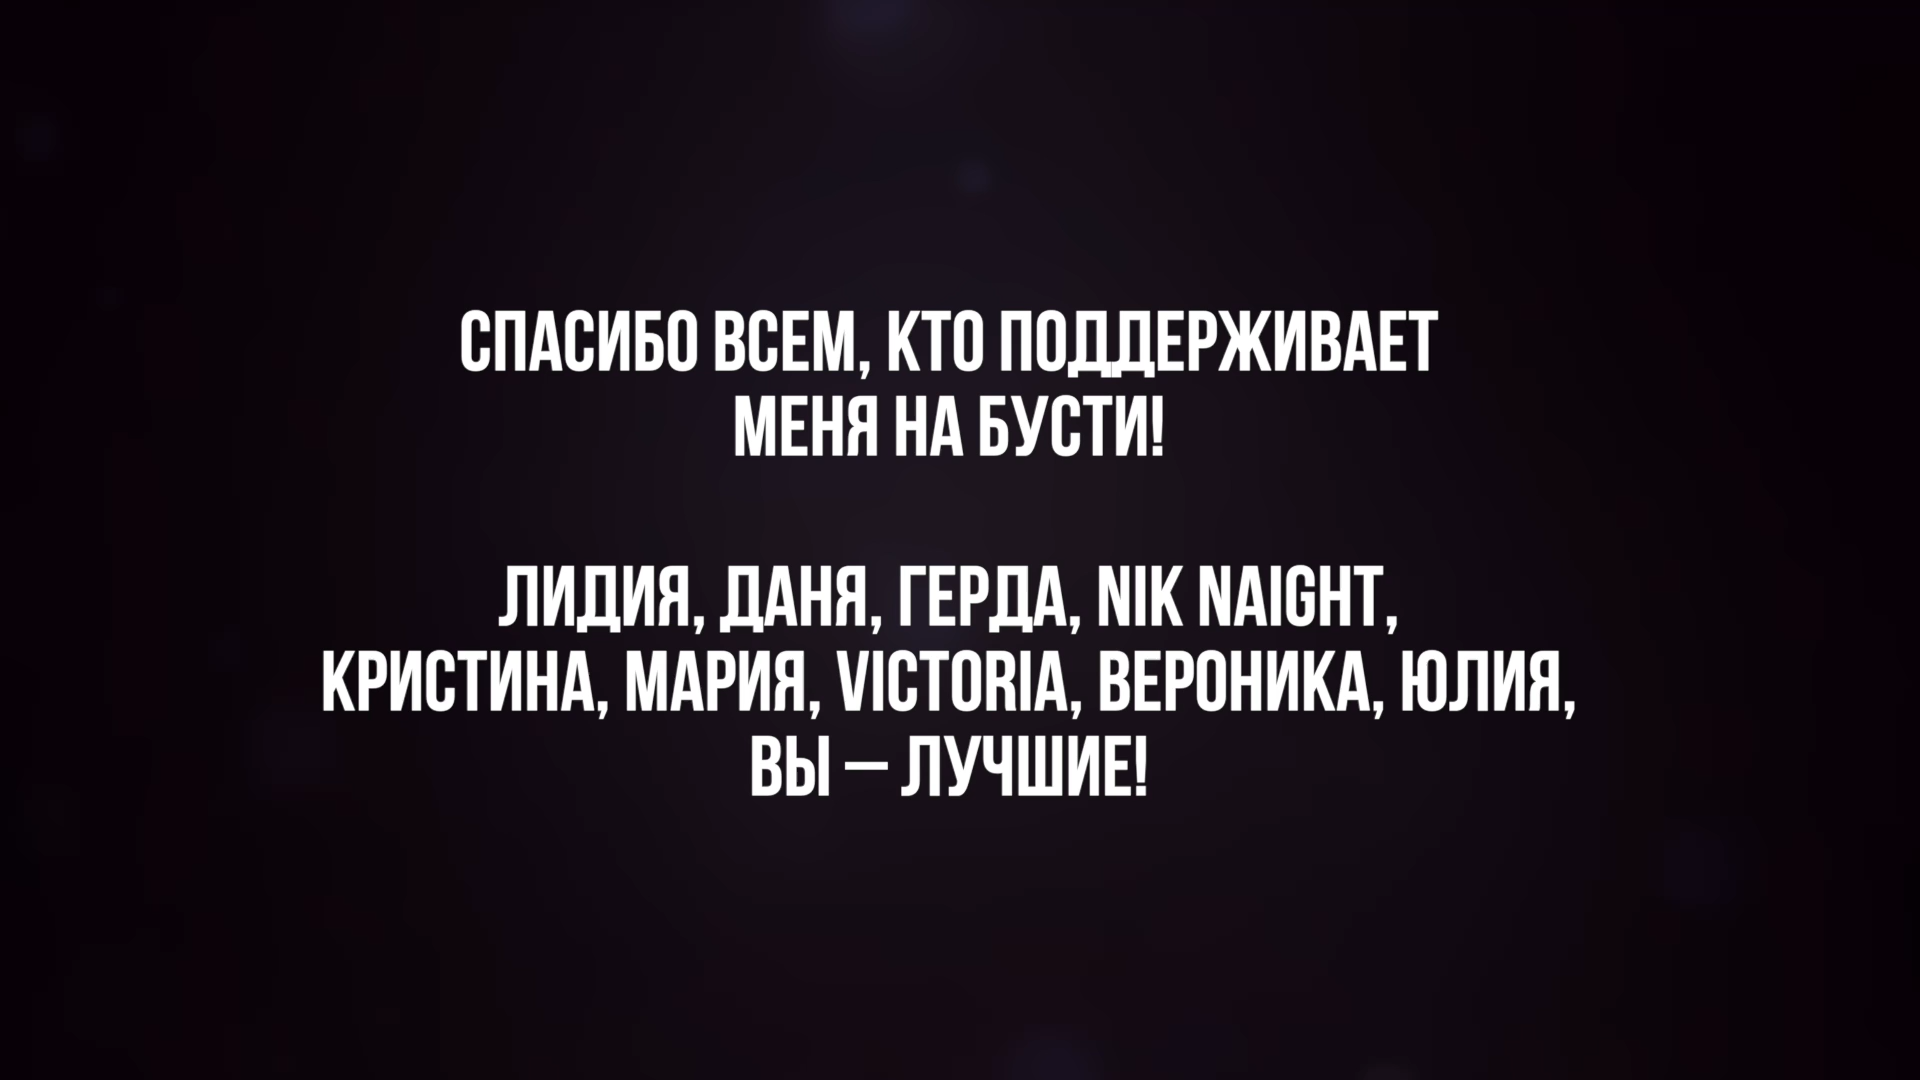 СПАСИБО ВСЕМ, КТО ПОДДЕРЖИВАЕТ
МЕНЯ НА БУСТИ!
ЛИДИЯ, ДАНЯ, ГЕРДА, NIK NAIGHT,
КРИСТИНА, МАРИЯ, VICTORIA, ВЕРОНИКА, ЮЛИЯ,
ВЫ – ЛУЧШИЕ!